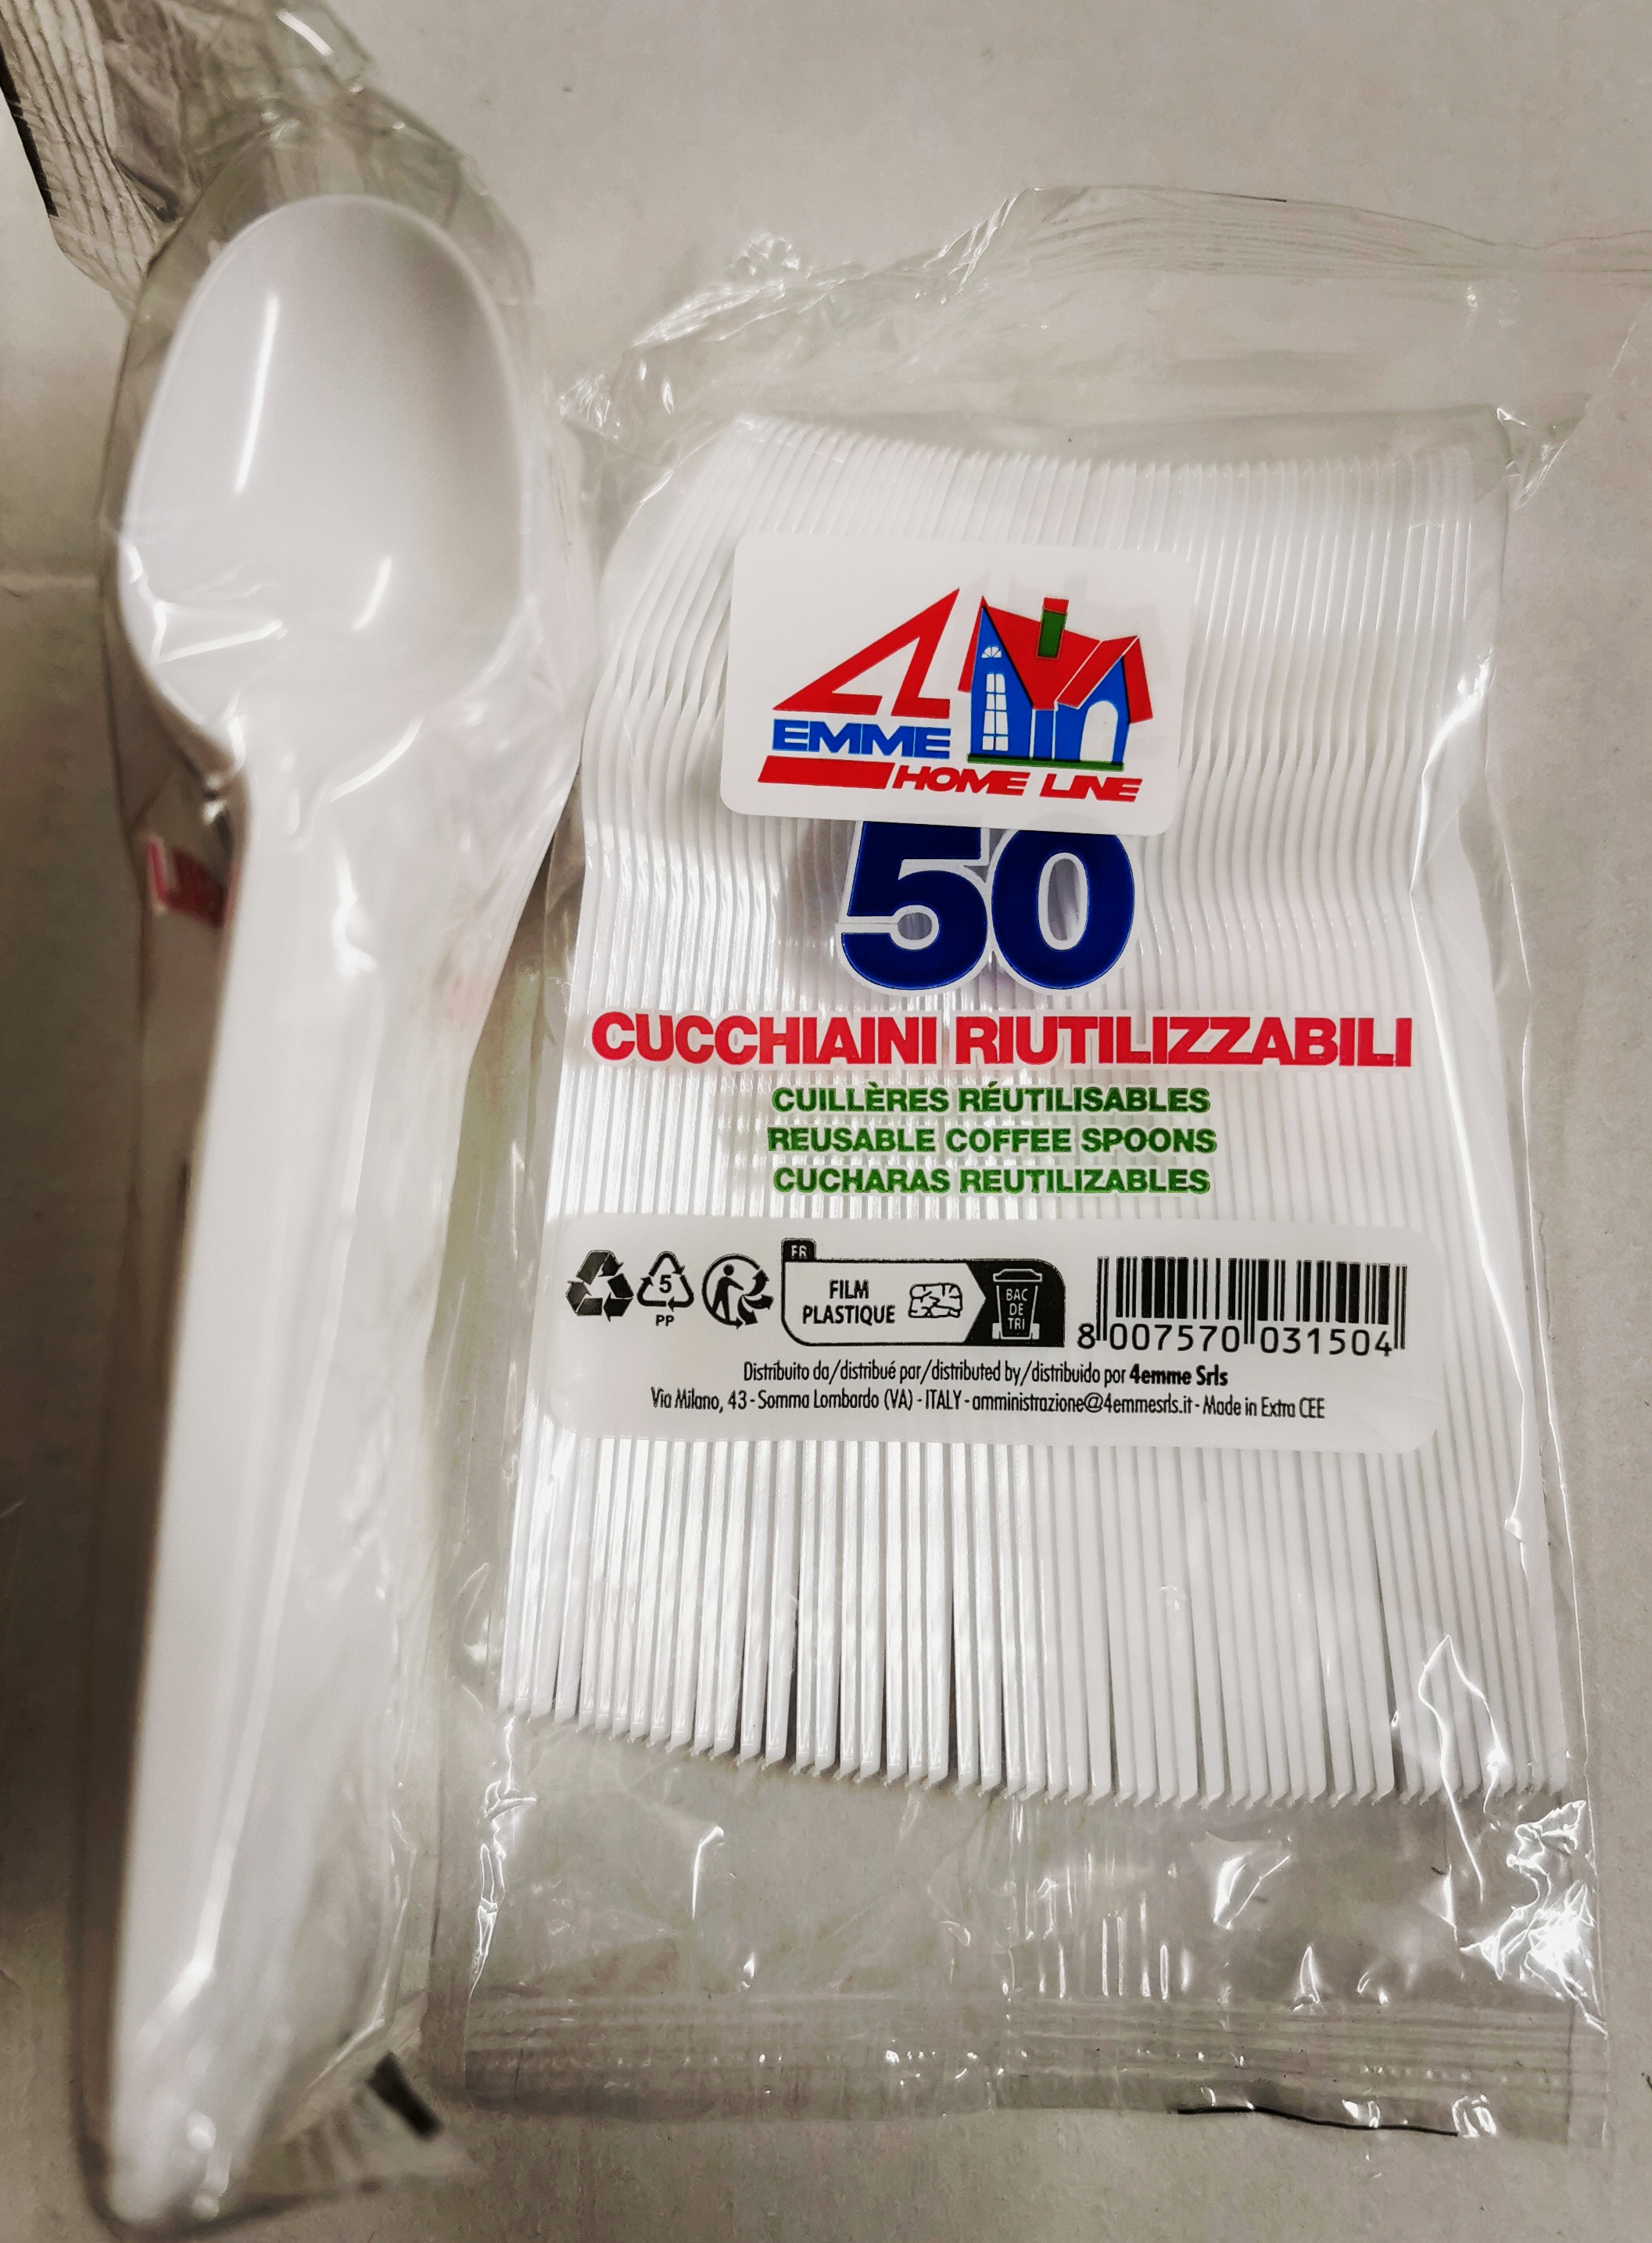 4
EMME
HOME LINE
50
CUCCHIAINI RIUTILIZZABILI
CUILLÈRES RÉUTILISABLES
REUSABLE COFFEE SPOONS
CUCHARAS REUTILIZABLES
5
PP
FR
FILM
PLASTIQUE
BAC
DE
TRI
8 007570 031504
Distribuito da/distribué par/distributed by/distribuido por 4emme Srls
Via Milano, 43 - Somma Lombardo (VA) - ITALY - amministrazione@4emmesrls.it - Made in Extra CEE